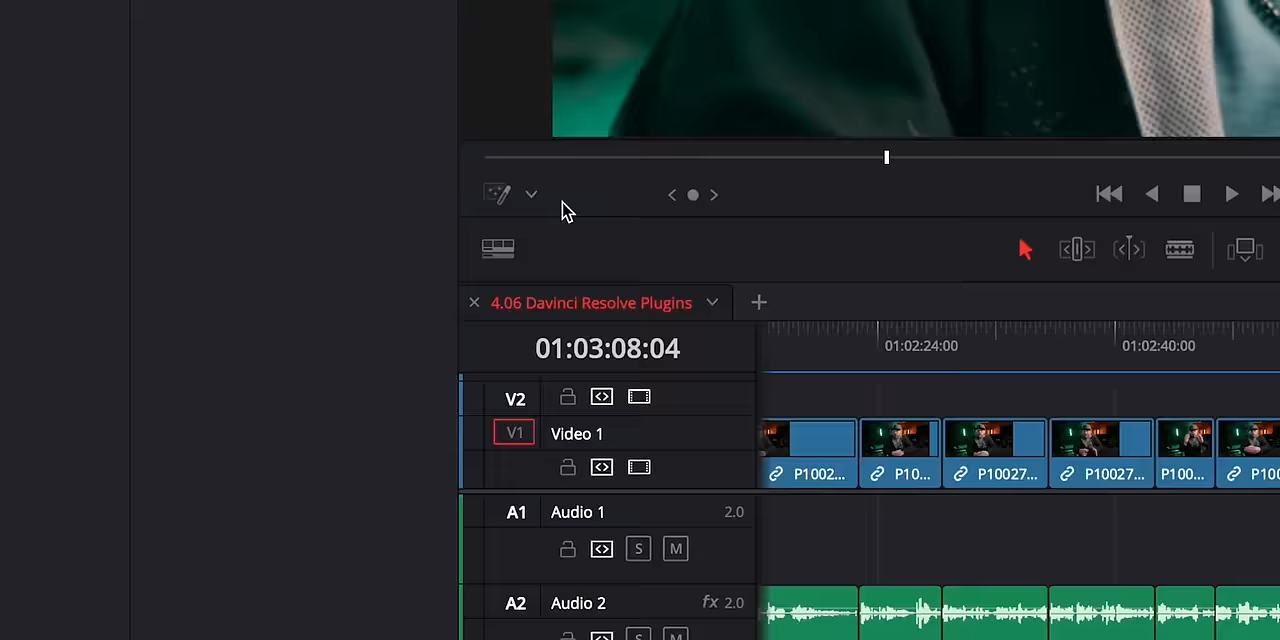 4.06 Davinci Resolve Plugins
01:03:08:04
01:02:24:00
01:02:40:00
V2
V1
Video 1
P1002...
P10...
P10027...
P10027...
P100...
P100
A1
Audio 1
2.0
S
M
A2
Audio 2
fx 2.0
S
M